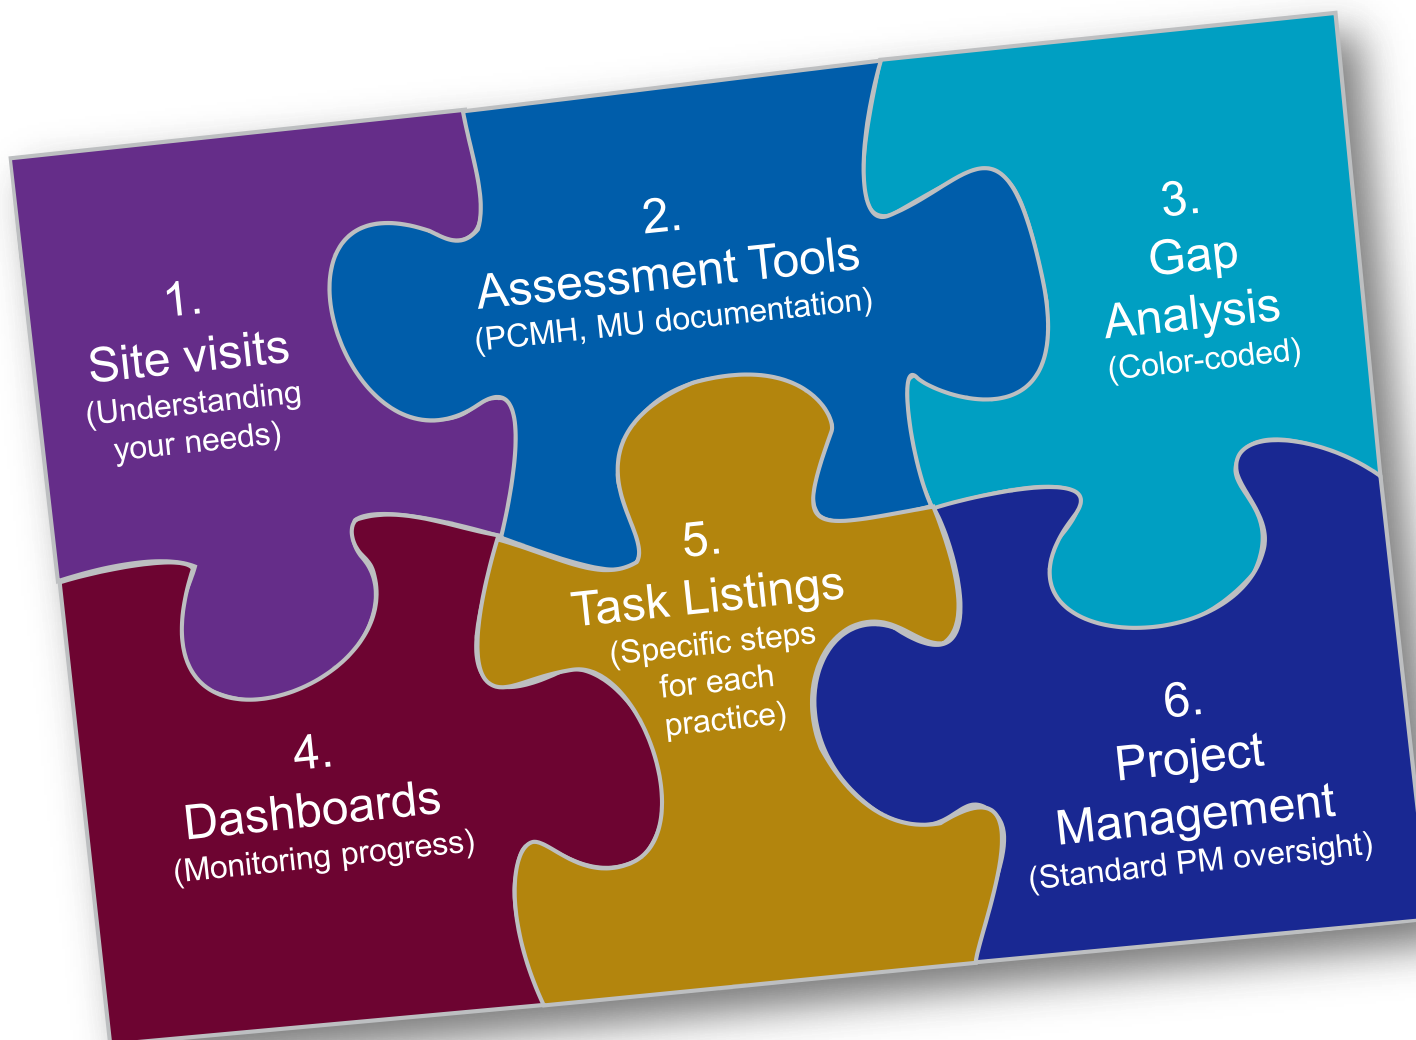 1.
Site visits
(Understanding
your needs)
2.
Assessment Tools
(PCMH, MU documentation)
3.
Gap
Analysis
(Color-coded)
4.
Dashboards
(Monitoring progress)
5.
Task Listings
(Specific steps
for each
practice)
6.
Project
Management
(Standard PM oversight)